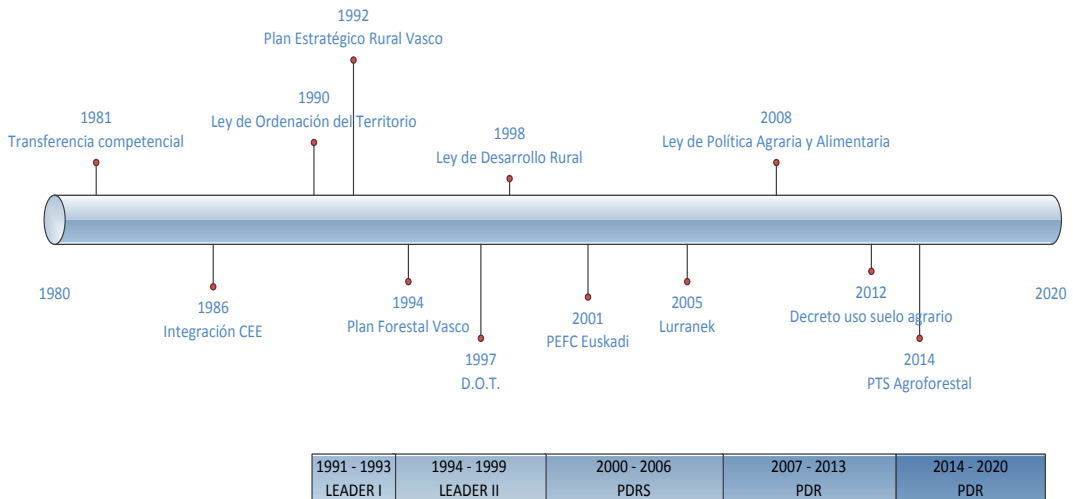 1992
Plan Estratégico Rural Vasco
1990
Ley de Ordenación del Territorio
1981
Transferencia competencial
1998
Ley de Desarrollo Rural
2008
Ley de Política Agraria y Alimentaria
1980
2020
1986
Integración CEE
1994
Plan Forestal Vasco
1997
D.O.T.
2001
PEFC Euskadi
2005
Lurranek
2012
Decreto uso suelo agrario
2014
PTS Agroforestal
1991 - 1993 1994 - 1999 2000 - 2006 2007 - 2013 2014 - 2020
LEADER I LEADER II PDRS PDR PDR